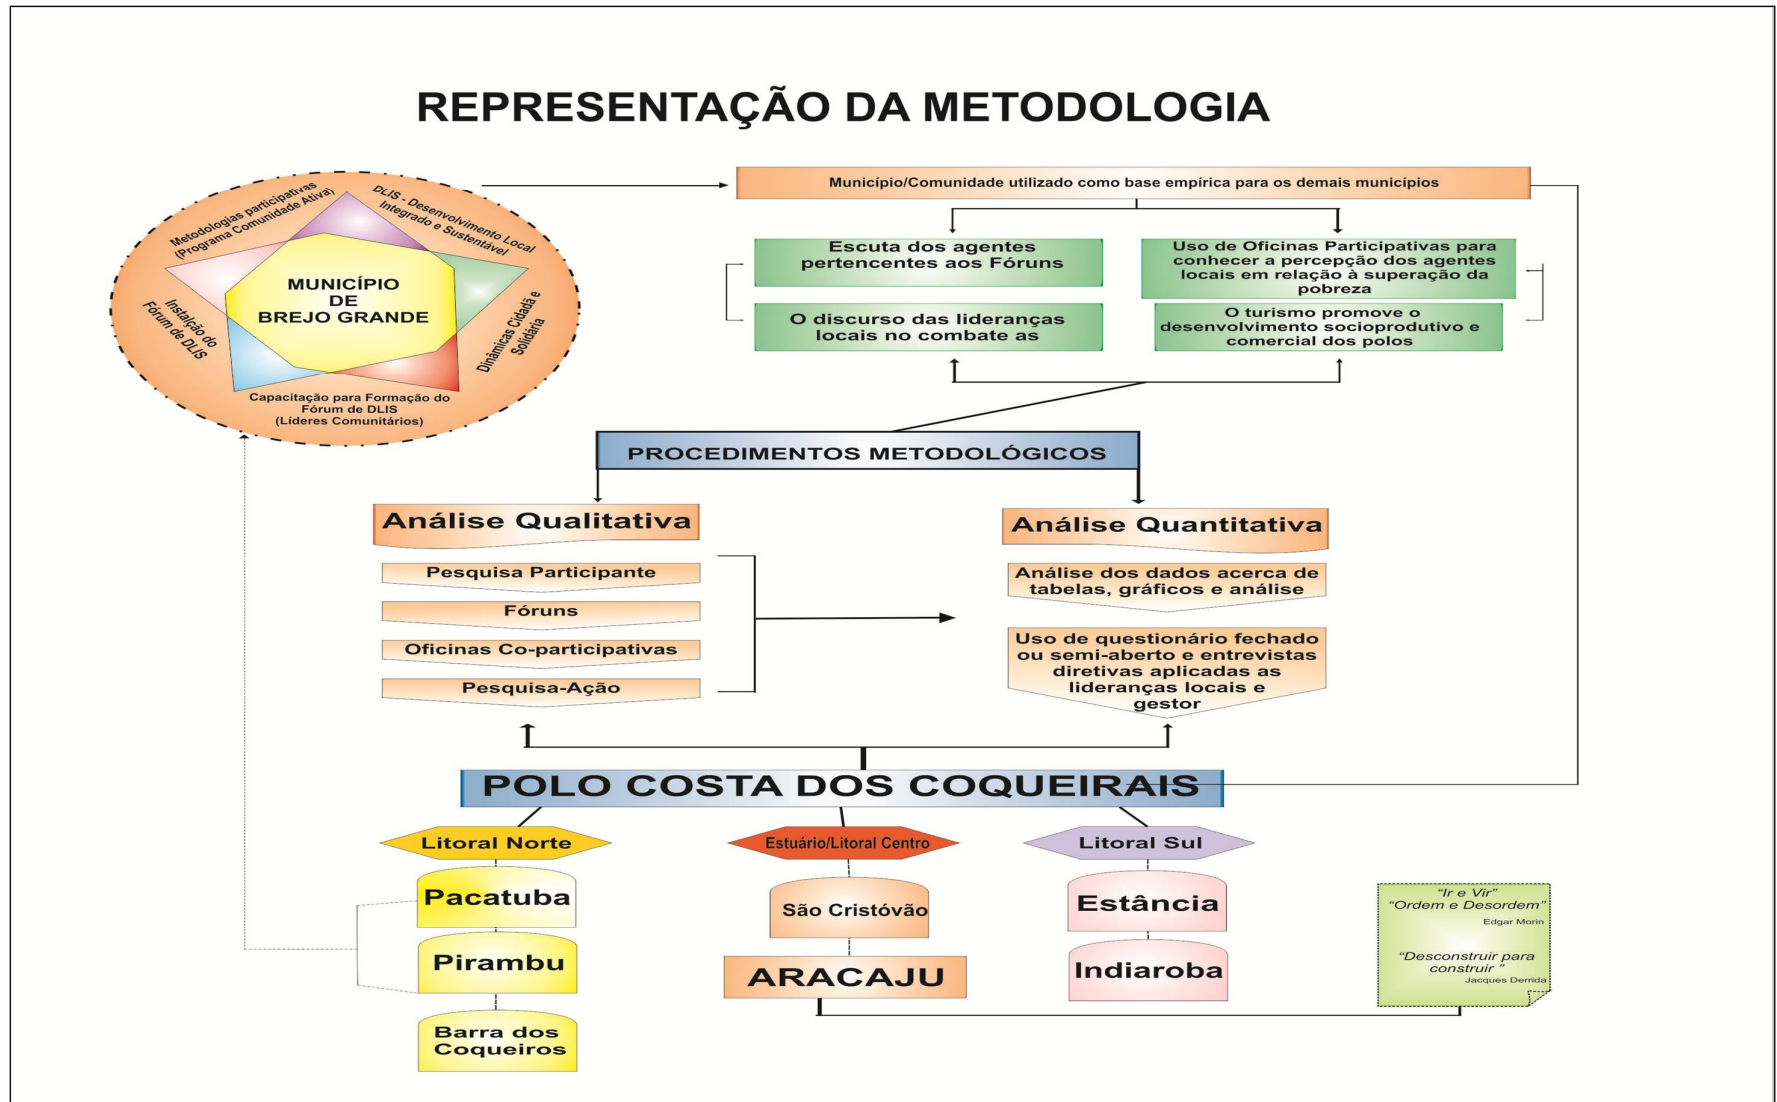 REPRESENTAÇÃO DA METODOLOGIA
Metodologias participativas
(Programa Comunidade Ativa)
DLIS - Desenvolvimento Local
Integrado e Sustentável
MUNICÍPIO
DE
BREJO GRANDE
Instalção do
Fórum de DLIS
Dinâmicas Cidadã e
Solidária
Capacitação para Formação do
Fórum de DLIS
(Líderes Comunitários)
Município/Comunidade utilizado como base empírica para os demais municípios
Escuta dos agentes
pertencentes aos Fóruns
Uso de Oficinas Participativas para
conhecer a percepção dos agentes
locais em relação à superação da
pobreza
O discurso das lideranças
locais no combate as
O turismo promove o
desenvolvimento socioprodutivo e
comercial dos polos
PROCEDIMENTOS METODOLÓGICOS
Análise Qualitativa
Pesquisa Participante
Fóruns
Oficinas Co-participativas
Pesquisa-Ação
Análise Quantitativa
Análise dos dados acerca de
tabelas, gráficos e análise
Uso de questionário fechado
ou semi-aberto e entrevistas
diretivas aplicadas as
lideranças locais e
gestor
POLO COSTA DOS COQUEIRAIS
Litoral Norte
Pacatuba
Pirambu
Barra dos
Coqueiros
Estuário/Litoral Centro
São Cristóvão
ARACAJU
Litoral Sul
Estância
Indiaroba
“Ir e Vir”
“Ordem e Desordem”
Edgar Morin
“Desconstruir para
construir ”
Jacques Derrida